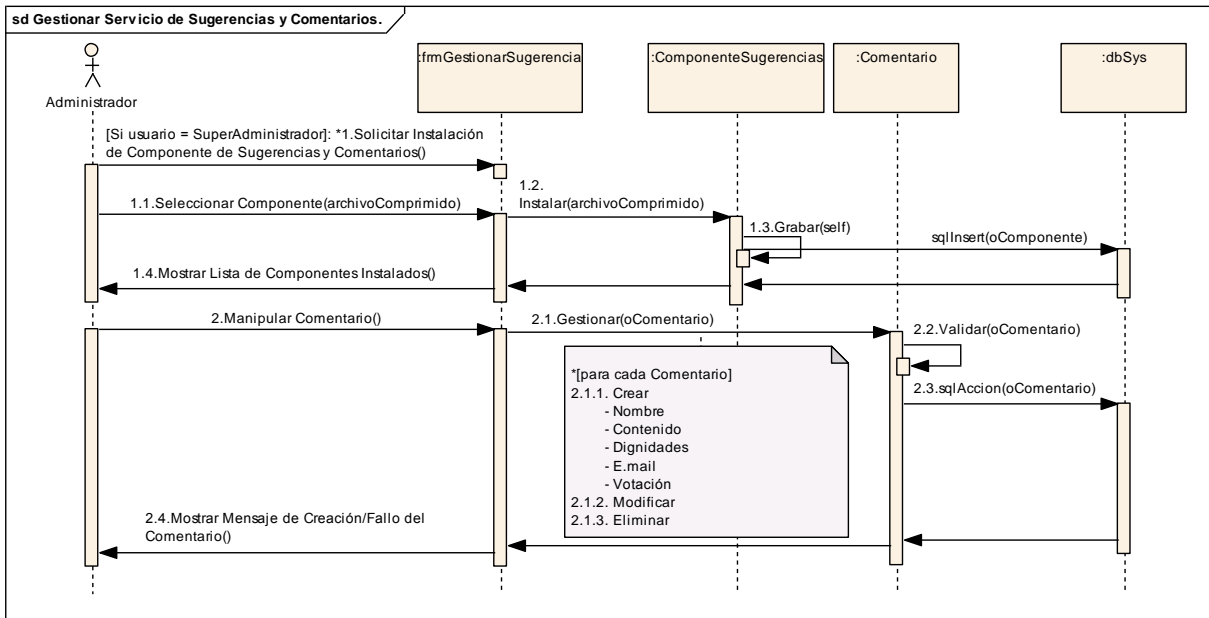 sd Gestionar Servicio de Sugerencias y Comentarios.
:frmGestionarSugerencia
:ComponenteSugerencias
:Comentario
:dbSys
Administrador
[Si usuario = SuperAdministrador]: *1.Solicitar Instalación
de Componente de Sugerencias y Comentarios()
1.1.Seleccionar Componente(archivoComprimido)
1.2.
Instalar(archivoComprimido)
1.3.Grabar(self)
sqlInsert(oComponente)
1.4.Mostrar Lista de Componentes Instalados()
2.Manipular Comentario()
2.1.Gestionar(oComentario)
2.2.Validar(oComentario)
*[para cada Comentario]
2.1.1. Crear
- Nombre
- Contenido
- Dignidades
- E.mail
- Votación
2.1.2. Modificar
2.1.3. Eliminar
2.3.sqlAccion(oComentario)
2.4.Mostrar Mensaje de Creación/Fallo del
Comentario()